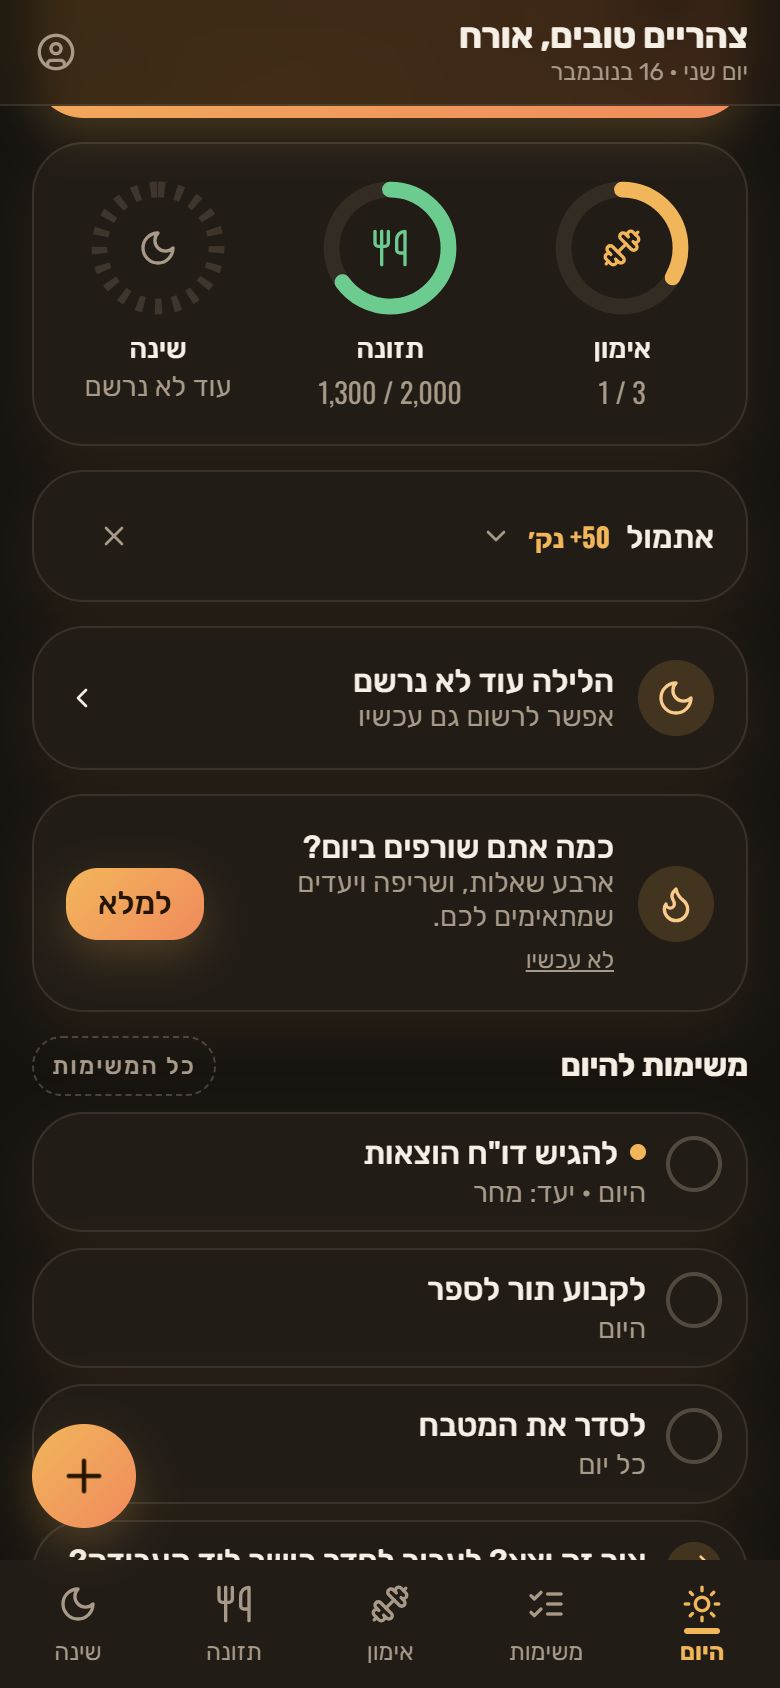 צהריים טובים, אורח
יום שני • 16 בנובמבר
אימון
1 / 3
תזונה
1,300 / 2,000
שינה
עוד לא נרשם
אתמול +50 נק׳
הלילה עוד לא נרשם
אפשר לרשום גם עכשיו
כמה אתם שורפים ביום?
ארבע שאלות, ושריפה ויעדים
שמתאימים לכם.
לא עכשיו
למלא
משימות להיום
כל המשימות
להגיש דו"ח הוצאות
היום • יעד: מחר
לקבוע תור לספר
היום
לסדר את המטבח
כל יום
היום
משימות
אימון
תזונה
שינה